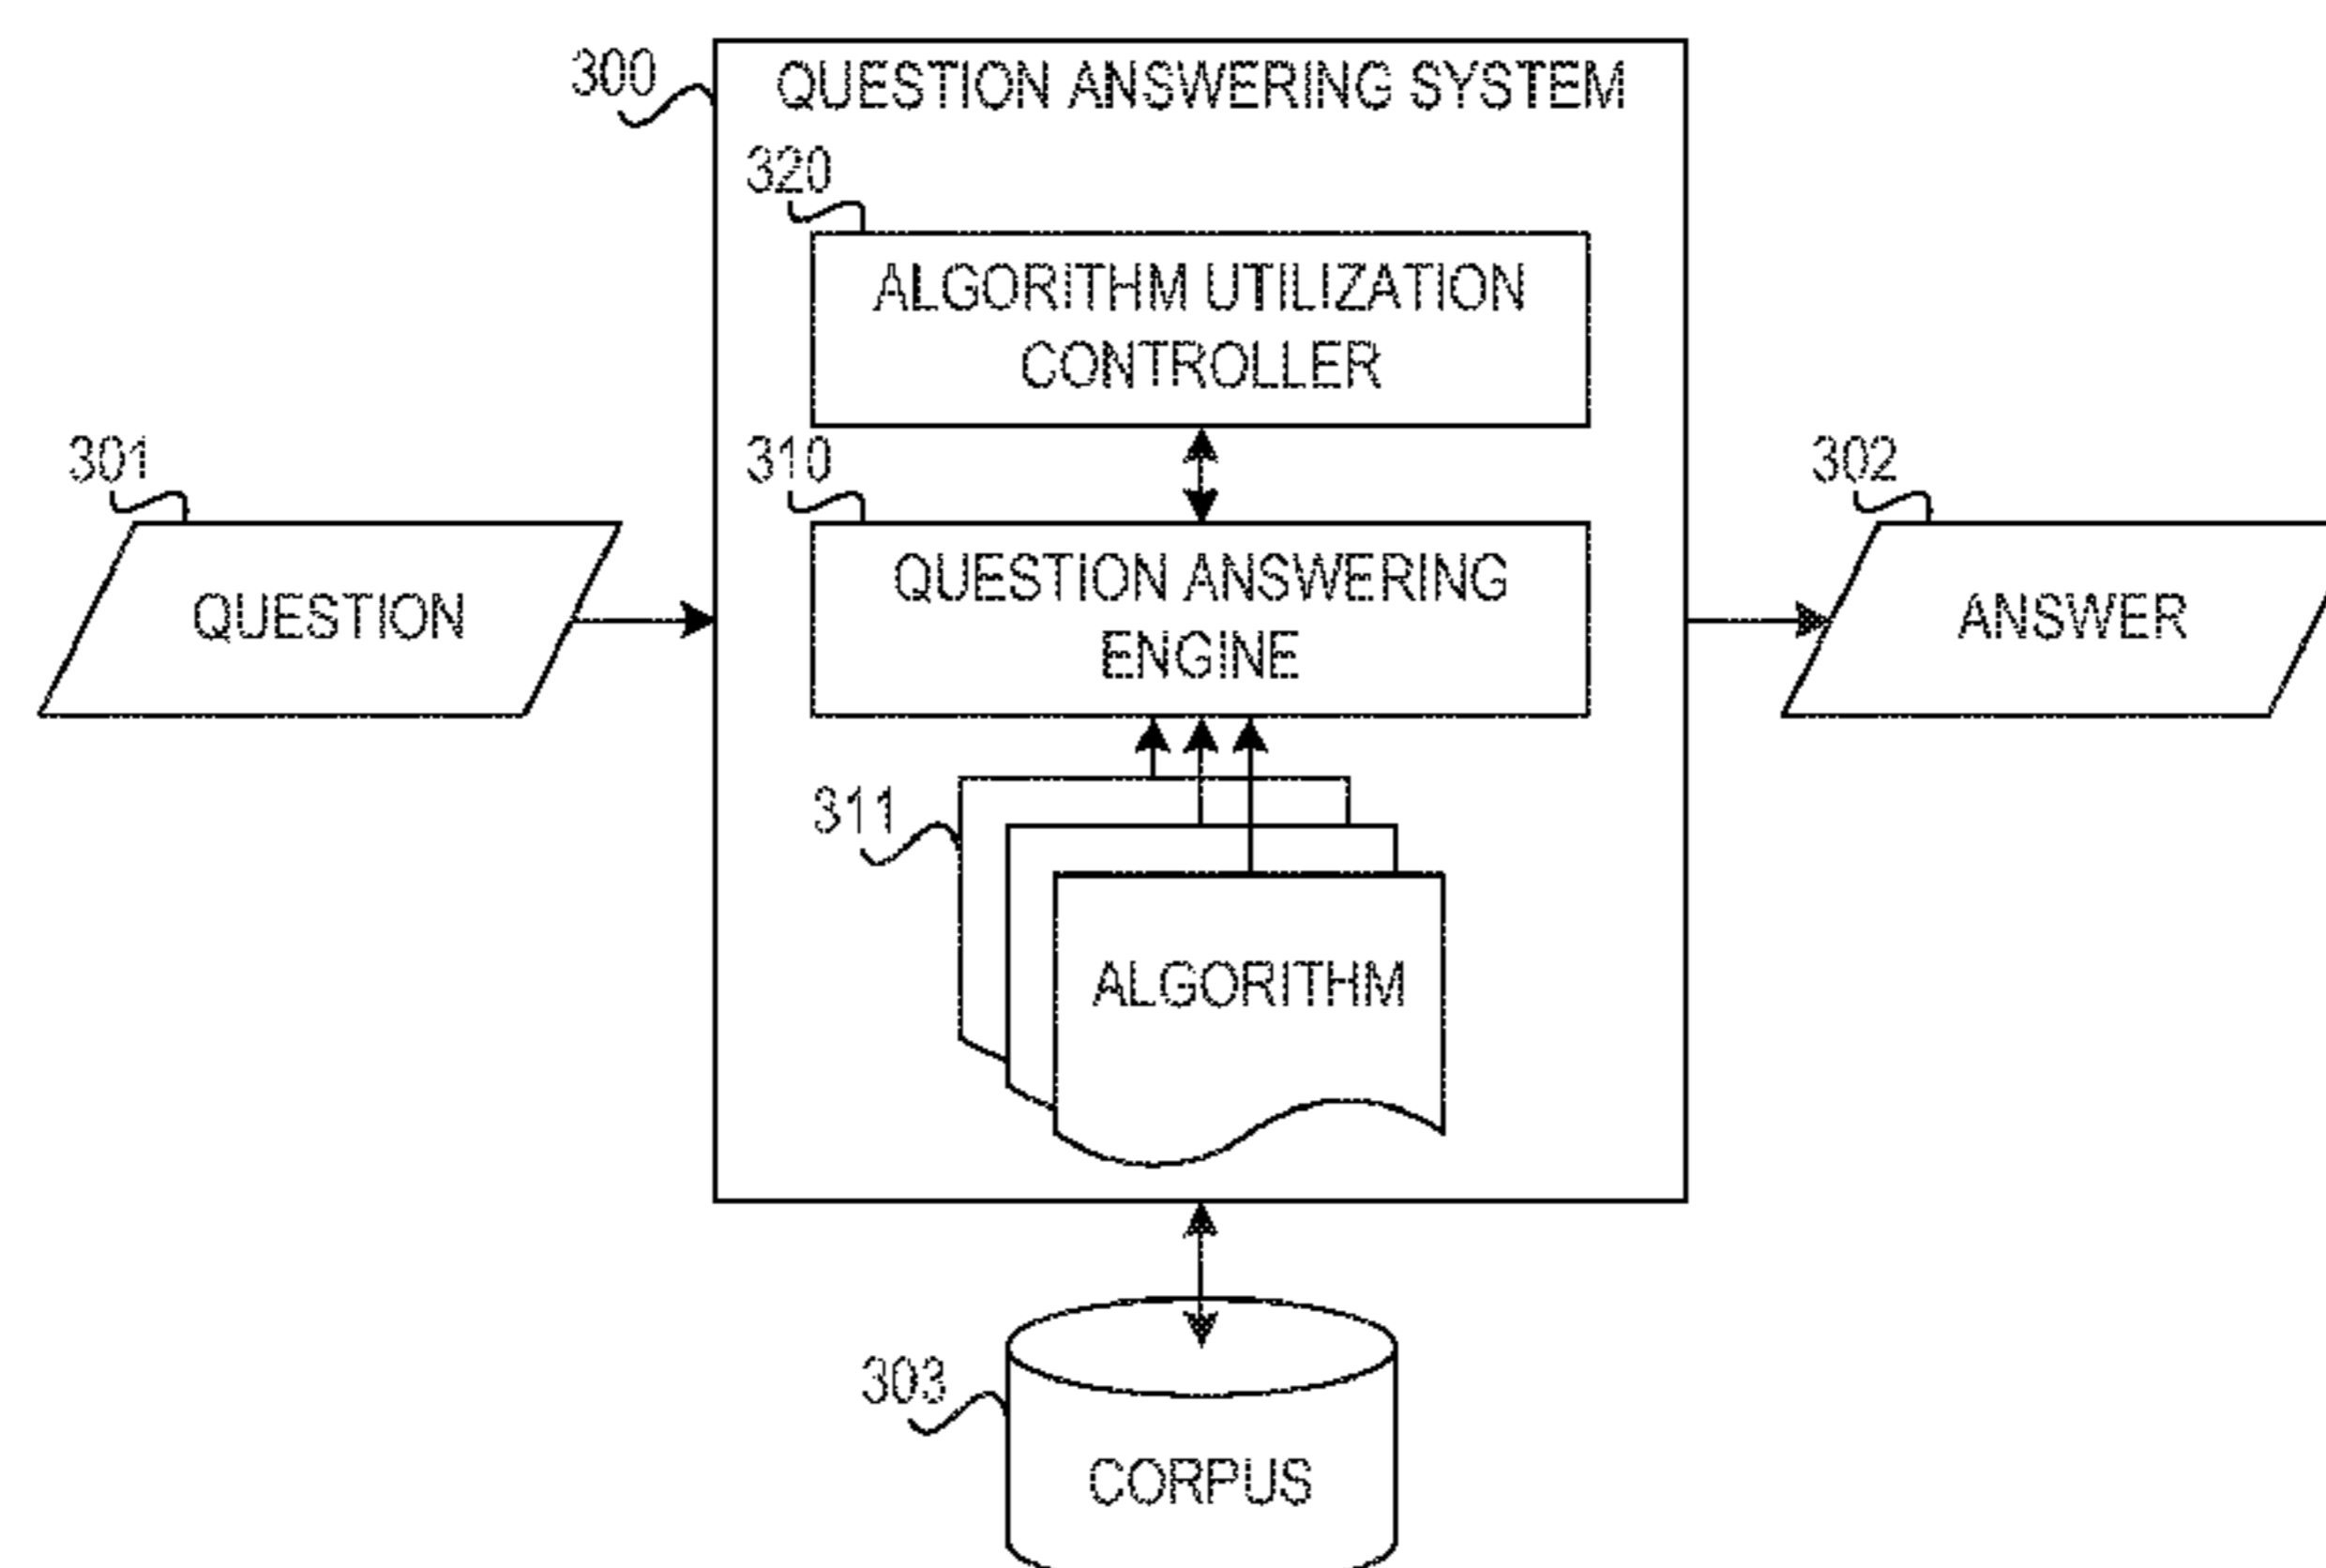 300
QUESTION ANSWERING SYSTEM
320
ALGORITHM UTILIZATION
CONTROLLER
301
310
302
QUESTION
QUESTION ANSWERING
ENGINE
ANSWER
311
ALGORITHM
303
CORPUS